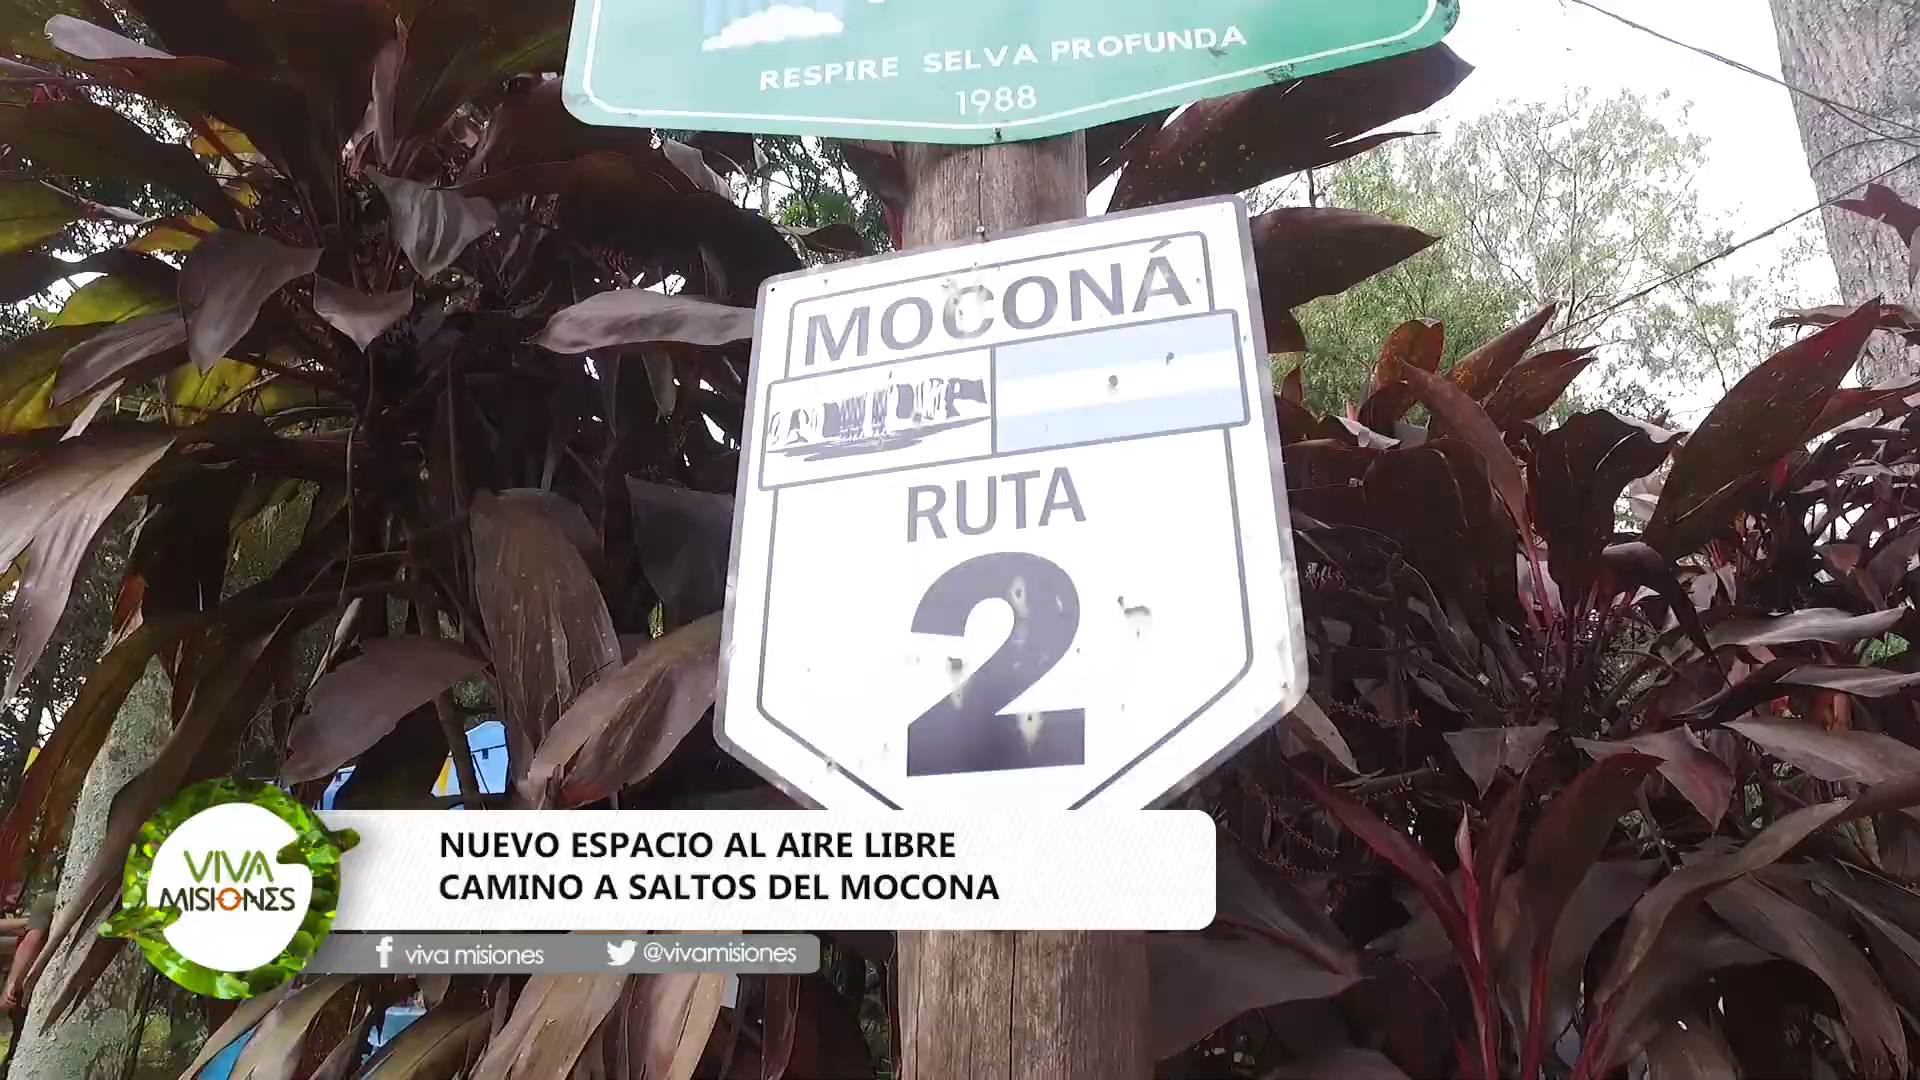 RESPIRE SELVA PROFUNDA
1988
MOCONÁ
RUTA
2
NUEVO ESPACIO AL AIRE LIBRE
CAMINO A SALTOS DEL MOCONA
VIVA
MISIONES
viva misiones
@vivamisiones